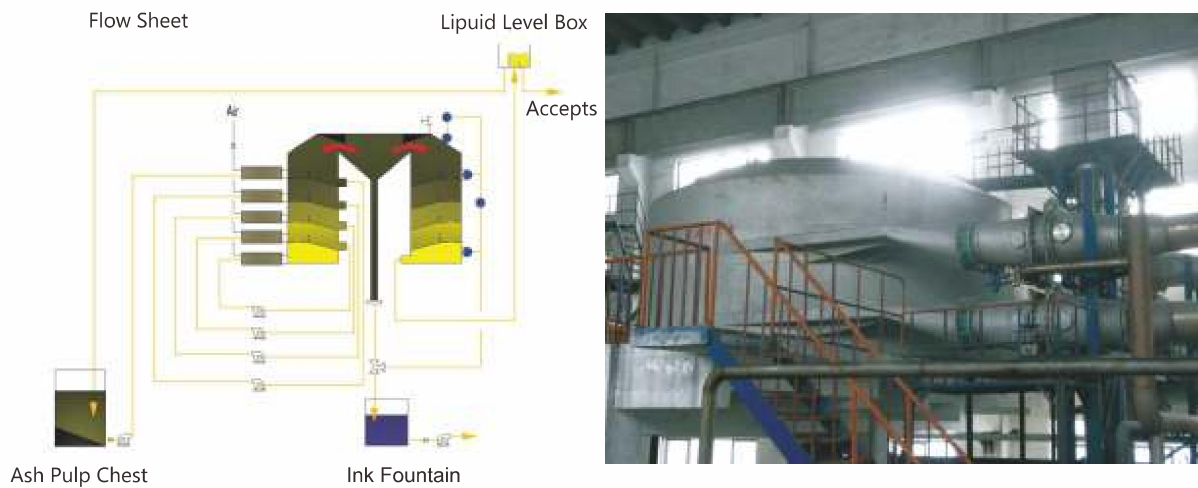 Flow Sheet
Lipuid Level Box
Accepts
Air
Ash Pulp Chest
Ink Fountain